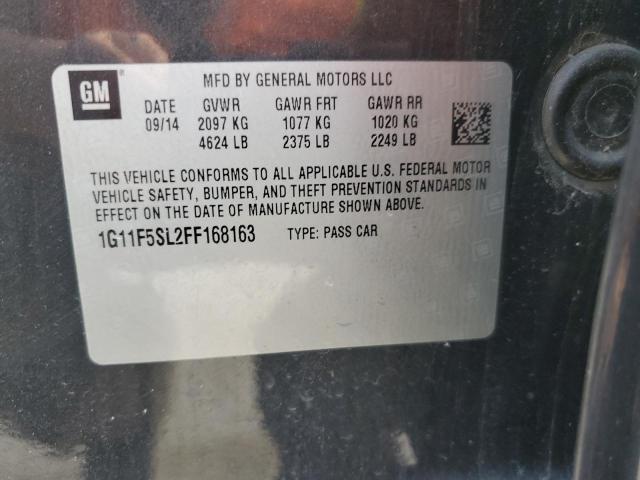 GM
MFD BY GENERAL MOTORS LLC
DATE GVWR GAWR FRT GAWR RR
09/14 2097 KG 1077 KG 1020 KG
4624 LB 2375 LB 2249 LB
THIS VEHICLE CONFORMS TO ALL APPLICABLE U.S. FEDERAL MOTOR
VEHICLE SAFETY, BUMPER, AND THEFT PREVENTION STANDARDS IN
EFFECT ON THE DATE OF MANUFACTURE SHOWN ABOVE.
1G11F5SL2FF168163 TYPE: PASS CAR